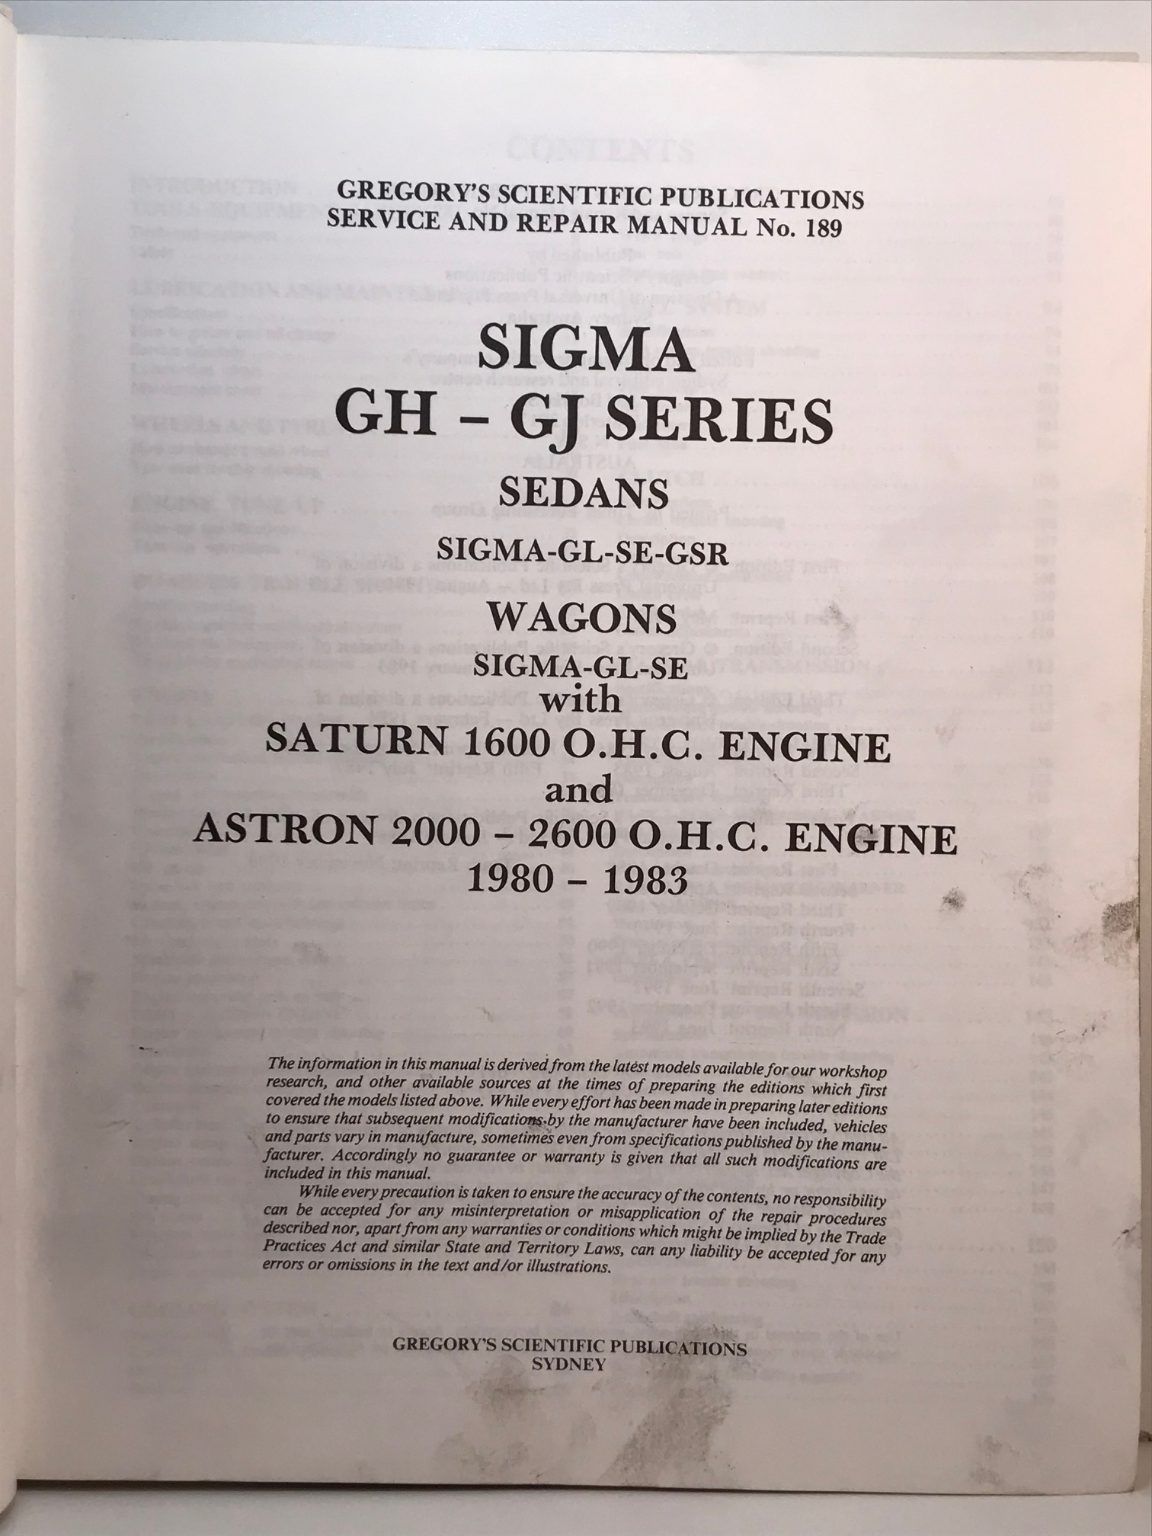 GREGORY'S SCIENTIFIC PUBLICATIONS
SERVICE AND REPAIR MANUAL No. 189
SIGMA
GH – GJ SERIES
SEDANS
SIGMA-GL-SE-GSR
WAGONS
SIGMA-GL-SE
with
SATURN 1600 O.H.C. ENGINE
and
ASTRON 2000 – 2600 O.H.C. ENGINE
1980 – 1983
The information in this manual is derived from the latest models available for our workshop
research, and other available sources at the times of preparing the editions which first
covered the models listed above. While every effort has been made in preparing later editions
to ensure that subsequent modifications by the manufacturer have been included, vehicles
and parts vary in manufacture, sometimes even from specifications published by the manu-
facturer. Accordingly no guarantee or warranty is given that all such modifications are
included in this manual.
While every precaution is taken to ensure the accuracy of the contents, no responsibility
can be accepted for any misinterpretation or misapplication of the repair procedures
described nor, apart from any warranties or conditions which might be implied by the Trade
Practices Act and similar State and Territory Laws, can any liability be accepted for any
errors or omissions in the text and/or illustrations.
GREGORY'S SCIENTIFIC PUBLICATIONS
SYDNEY